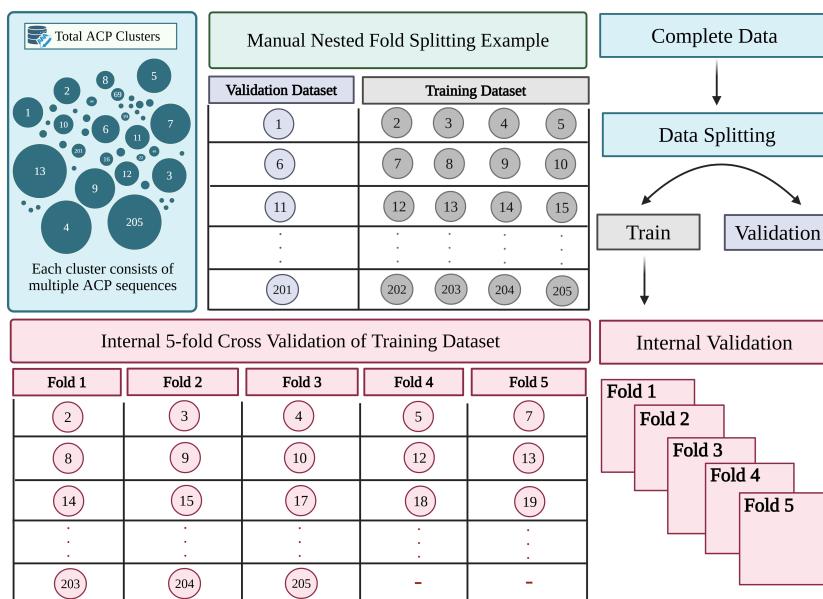 Total ACP Clusters
5
8
2
69
1
10
6
11
7
201
16
13
12
3
9
4
205
Each cluster consists of
multiple ACP sequences
Manual Nested Fold Splitting Example
Validation Dataset Training Dataset
1 2 3 4 5
6 7 8 9 10
11 12 13 14 15
. . . . .
. . . . .
201 202 203 204 205
Complete Data
Data Splitting
Train Validation
Internal 5-fold Cross Validation of Training Dataset
Fold 1 Fold 2 Fold 3 Fold 4 Fold 5
2 3 4 5 7
8 9 10 12 13
14 15 17 18 19
. . . . .
. . . . .
. . . . .
203 204 205 - -
Internal Validation
Fold 1
Fold 2
Fold 3
Fold 4
Fold 5